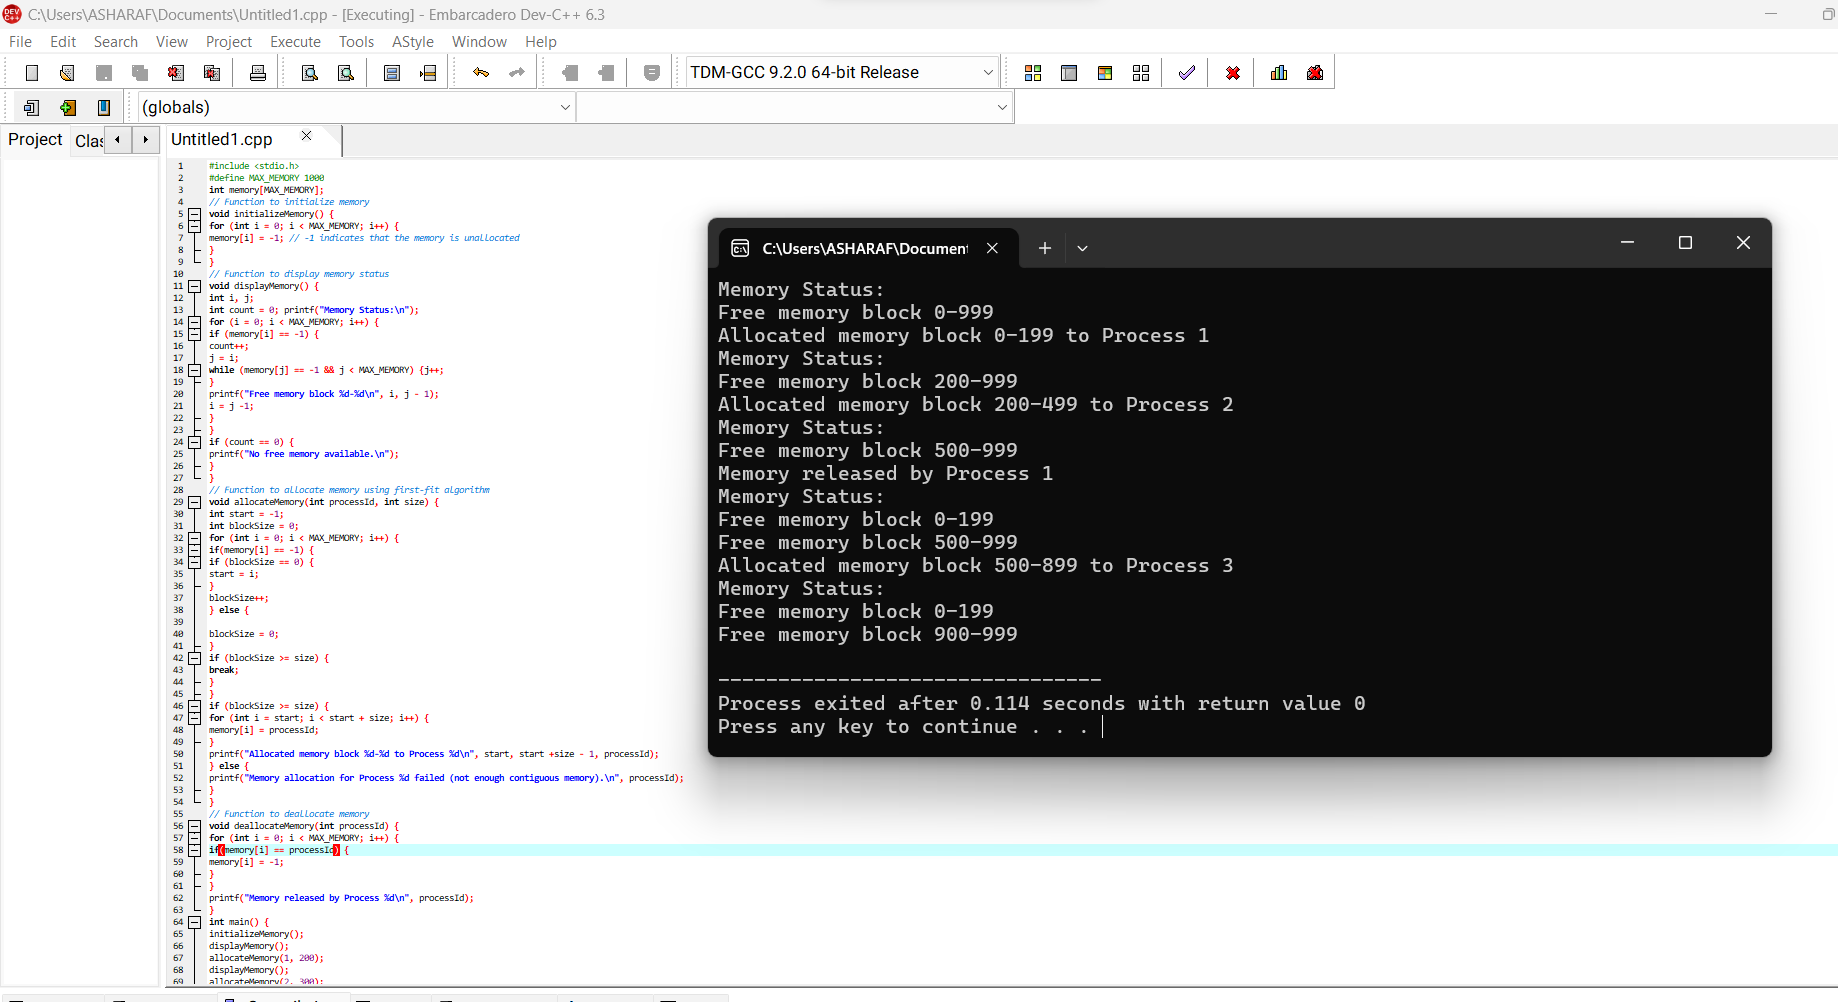 C:\Users\ASHARAF\Documents\Untitled1.cpp - [Executing] - Embarcadero Dev-C++ 6.3
File Edit Search View Project Execute Tools AStyle Window Help
TDM-GCC 9.2.0 64-bit Release
(globals)
Project Clas
Untitled1.cpp
1 #include <stdio.h>
2 #define MAX_MEMORY 1000
3 int memory[MAX_MEMORY];
4 // Function to initialize memory
5 void initializeMemory() {
6 for (int i = 0; i < MAX_MEMORY; i++) {
7 memory[i] = -1; // -1 indicates that the memory is unallocated
8 }
9 }
10 // Function to display memory status
11 void displayMemory() {
12 int i, j;
13 int count = 0; printf("Memory Status:\n");
14 for (i = 0; i < MAX_MEMORY; i++) {
15 if (memory[i] == -1) {
16 count++;
17 j = i;
18 while (memory[j] == -1 && j < MAX_MEMORY) {j++;
19 }
20 printf("Free memory block %d-%d\n", i, j - 1);
21 i = j -1;
22 }
23 }
24 if (count == 0) {
25 printf("No free memory available.\n");
26 }
27 }
28 // Function to allocate memory using first-fit algorithm
29 void allocateMemory(int processId, int size) {
30 int start = -1;
31 int blockSize = 0;
32 for (int i = 0; i < MAX_MEMORY; i++) {
33 if(memory[i] == -1) {
34 if (blockSize == 0) {
35 start = i;
36 }
37 blockSize++;
38 } else {
39
40 blockSize = 0;
41 }
42 if (blockSize >= size) {
43 break;
44 }
45 }
46 if (blockSize >= size) {
47 for (int i = start; i < start + size; i++) {
48 memory[i] = processId;
49 }
50 printf("Allocated memory block %d-%d to Process %d\n", start, start +size - 1, processId);
51 } else {
52 printf("Memory allocation for Process %d failed (not enough contiguous memory).\n", processId);
53 }
54 }
55 // Function to deallocate memory
56 void deallocateMemory(int processId) {
57 for (int i = 0; i < MAX_MEMORY; i++) {
58 if(memory[i] == processId) {
59 memory[i] = -1;
60 }
61 }
62 printf("Memory released by Process %d\n", processId);
63 }
64 int main() {
65 initializeMemory();
66 displayMemory();
67 allocateMemory(1, 200);
68 displayMemory();
69 allocateMemory(2, 300);
C:\Users\ASHARAF\Document
Memory Status:
Free memory block 0-999
Allocated memory block 0-199 to Process 1
Memory Status:
Free memory block 200-999
Allocated memory block 200-499 to Process 2
Memory Status:
Free memory block 500-999
Memory released by Process 1
Memory Status:
Free memory block 0-199
Free memory block 500-999
Allocated memory block 500-899 to Process 3
Memory Status:
Free memory block 0-199
Free memory block 900-999
--------------------------------
Process exited after 0.114 seconds with return value 0
Press any key to continue . . .